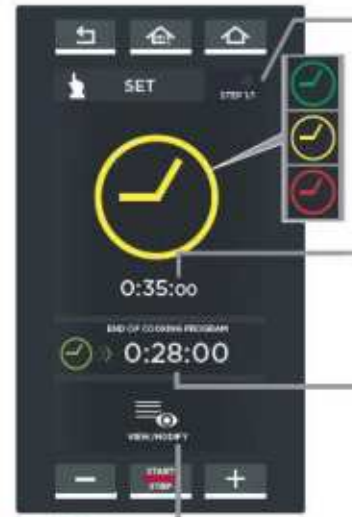 SET
STEP 1/1
0:35:00
END OF COOKING PROGRAM
0:28:00
VIEW/MODIFY
START
STOP